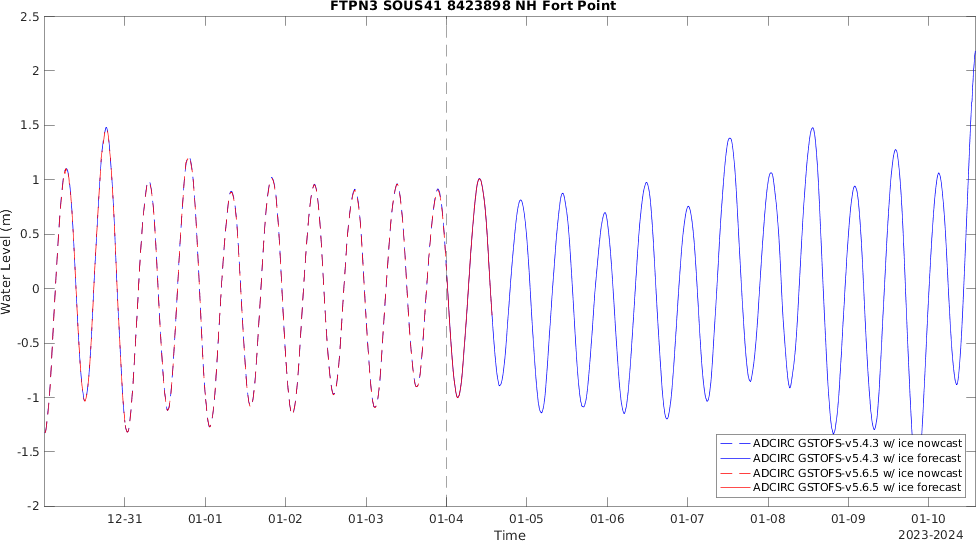 FTPN3 SOUS41 8423898 NH Fort Point
2.5
2
1.5
1
0.5
0
-0.5
-1
-1.5
-2
Water Level (m)
ADCIRC GSTOFS-v5.4.3 w/ ice nowcast
ADCIRC GSTOFS-v5.4.3 w/ ice forecast
ADCIRC GSTOFS-v5.6.5 w/ ice nowcast
ADCIRC GSTOFS-v5.6.5 w/ ice forecast
12-31 01-01 01-02 01-03 01-04 01-05 01-06 01-07 01-08 01-09 01-10
Time
2023-2024